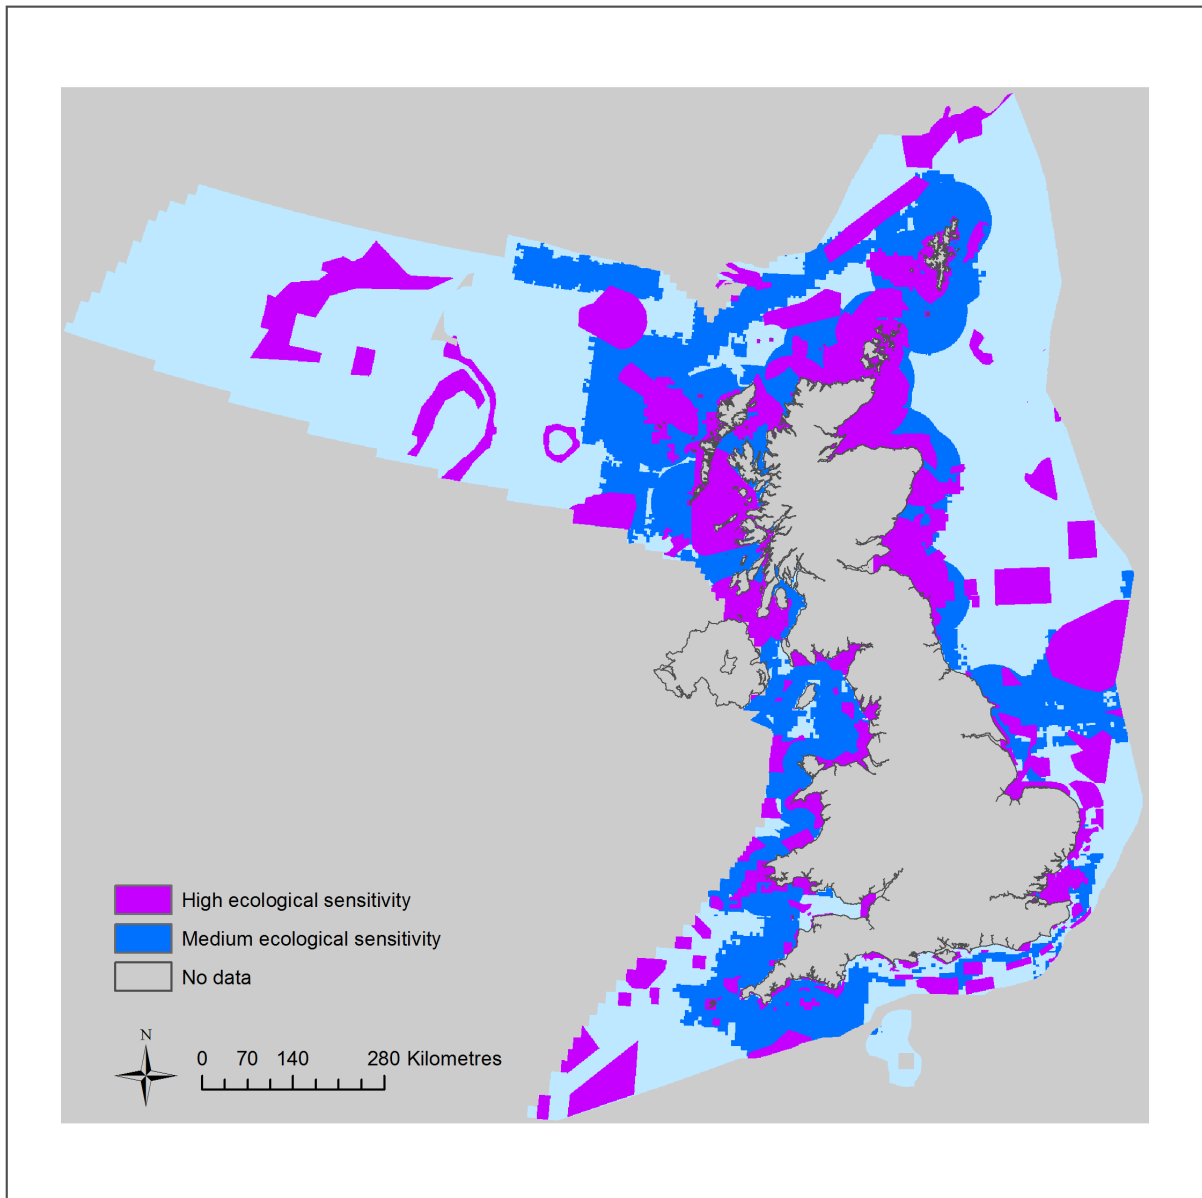 High ecological sensitivity
Medium ecological sensitivity
No data
N
0 70 140 280 Kilometres